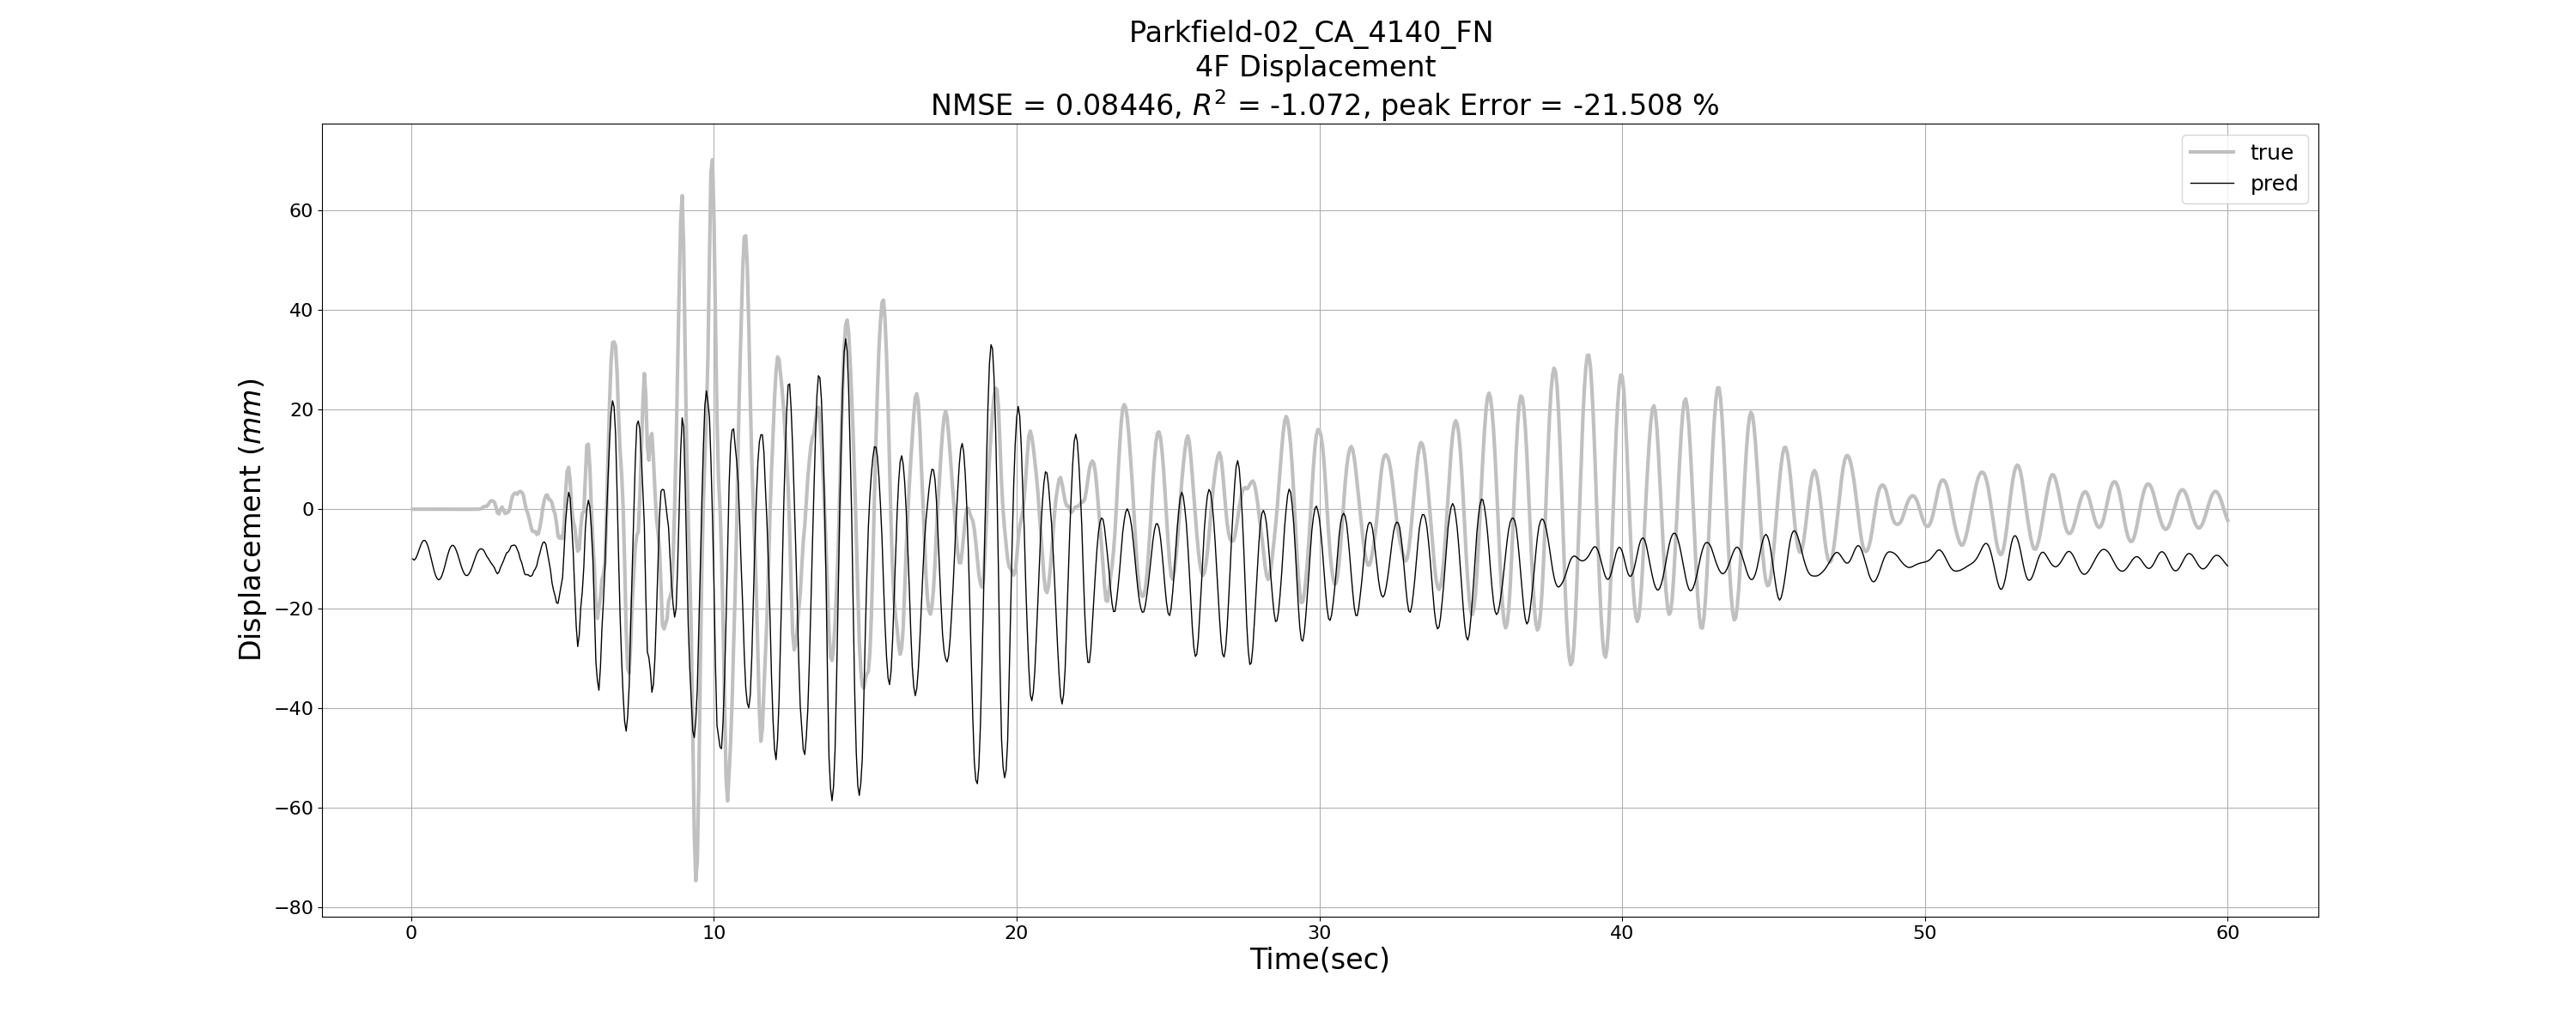 Parkfield-02_CA_4140_FN
4F Displacement
NMSE = 0.08446, R² = -1.072, peak Error = -21.508 %
true
pred
Displacement (mm)
60
40
20
0
−20
−40
−60
−80
0 10 20 30 40 50 60
Time(sec)